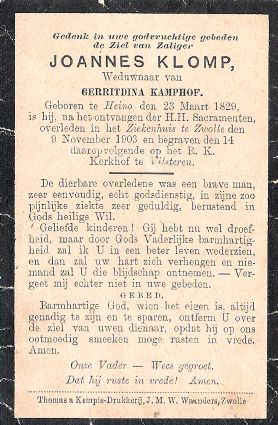 Gedenk in uwe godvruchtige gebeden
de Ziel van Zaliger
JOANNES KLOMP,
Weduwnaar van
GERRITDINA KAMPHOF.
Geboren te Heino den 23 Maart 1829,
is hij, na het ontvangen der H.H. Sacramenten,
overleden in het Ziekenhuis te Zwolle den
9 November 1903 en begraven den 14
daaropvolgende op het R. K.
Kerkhof te Vilsteren.
De dierbare overledene was een brave man,
zeer eenvoudig, echt godsdienstig, in zijne zoo
pijnlijke ziekte zeer geduldig, berustend in
Gods heilige Wil.
Geliefde kinderen! Gij hebt nu wel droef-
heid, maar door Gods Vaderlijke barmhartig-
heid zal ik U in een beter leven wederzien,
en dan zal uw hart zich verheugen en nie-
mand zal U die blijdschap ontnemen. — Verget
mij echter niet in uwe gebeden.
GEBED.
Barmhartige God, wien het eigen is, altijd
genadig te zijn en te sparen, ontferm U over
de ziel van uwen dienaar, opdat hij op ons
ootmoedig smeeken moge rusten in vrede.
Amen.
Onze Vader — Wees gegroet.
Dat hij ruste in vrede! Amen.
Thomas a Kempis-Drukkerij, J. M. W. Waanders, Zwolle